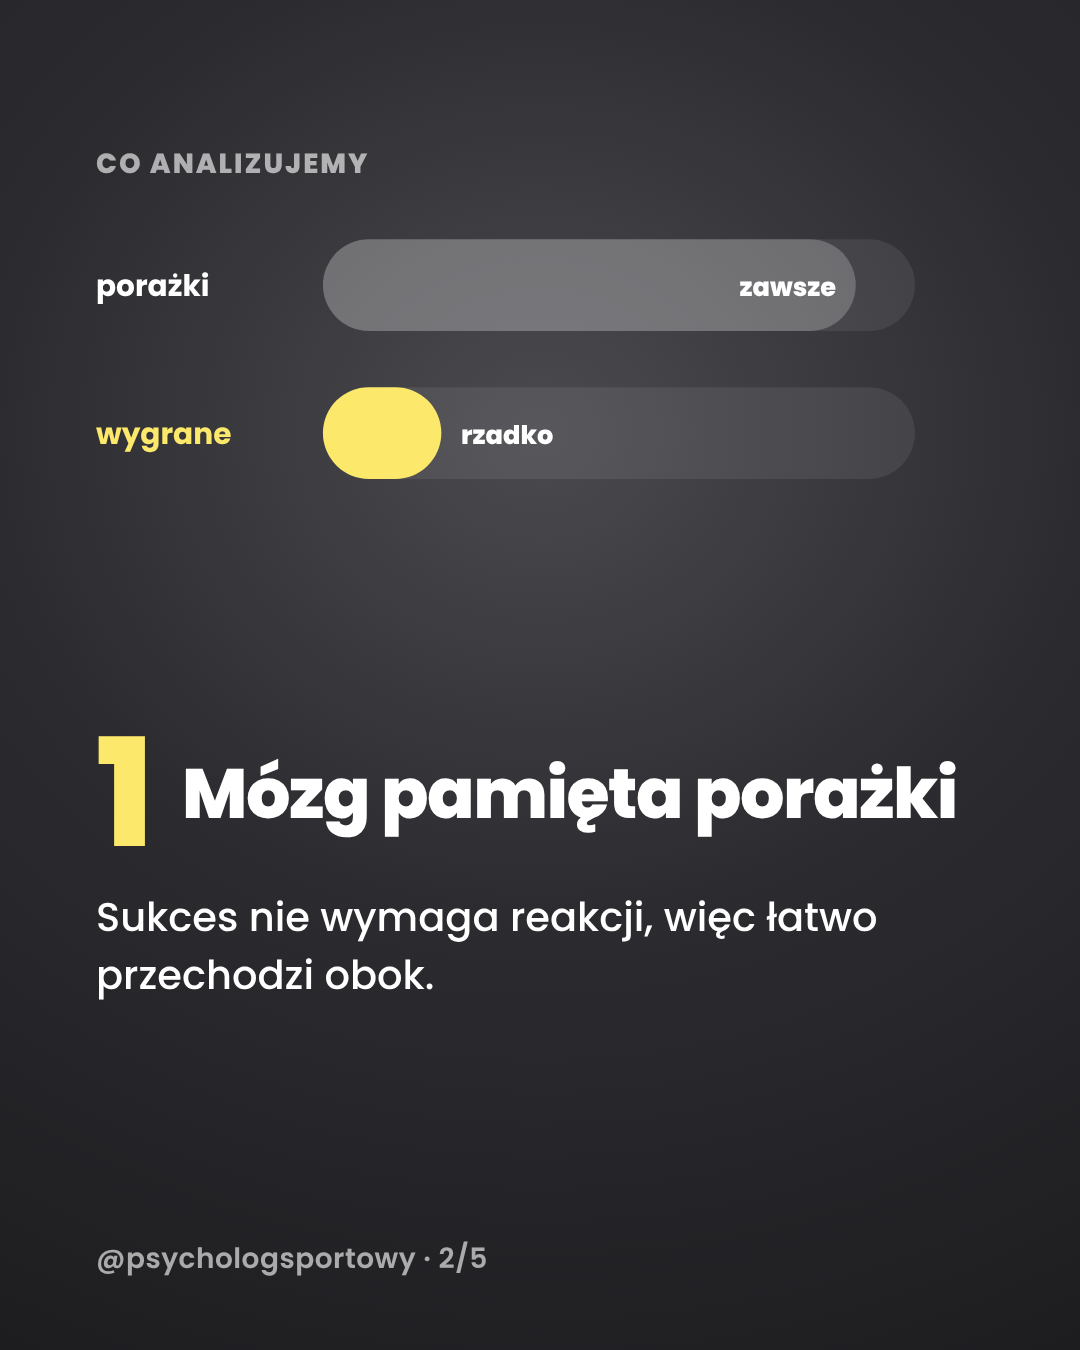 CO ANALIZUJEMY
porażki zawsze
wygrane rzadko
1 Mózg pamięta porażki
Sukces nie wymaga reakcji, więc łatwo
przechodzi obok.
@psychologsportowy · 2/5